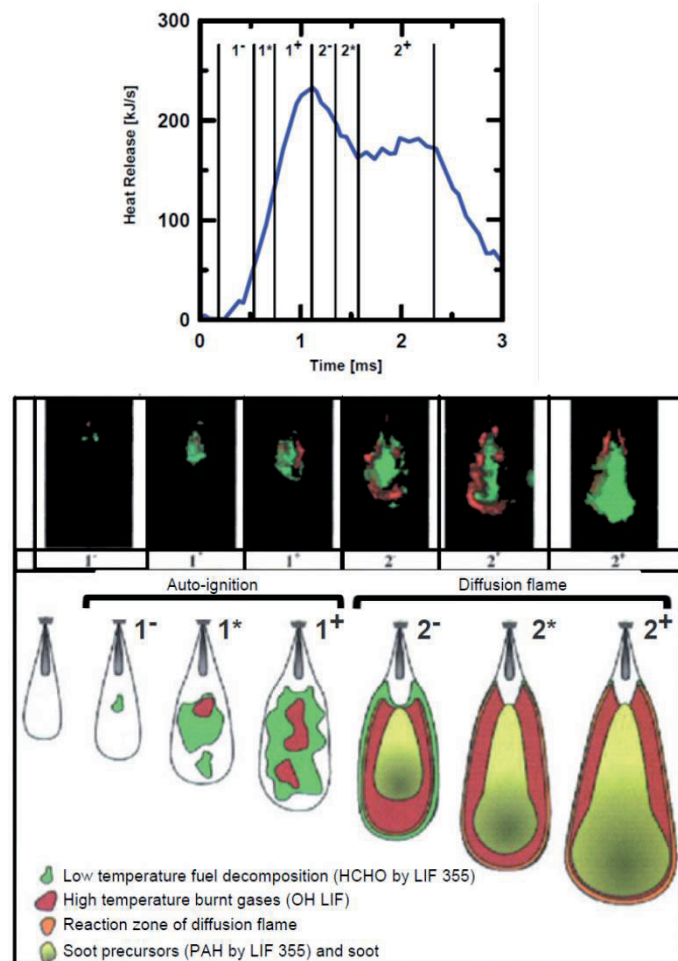 300
200
100
0
Heat Release [kJ/s]
1⁻ 1* 1⁺ 2⁻ 2* 2⁺
0 1 2 3
Time [ms]
1⁻ 1* 1⁺ 2⁻ 2* 2⁺
Auto-ignition Diffusion flame
1⁻ 1* 1⁺ 2⁻ 2* 2⁺
Low temperature fuel decomposition (HCHO by LIF 355)
High temperature burnt gases (OH LIF)
Reaction zone of diffusion flame
Soot precursors (PAH by LIF 355) and soot